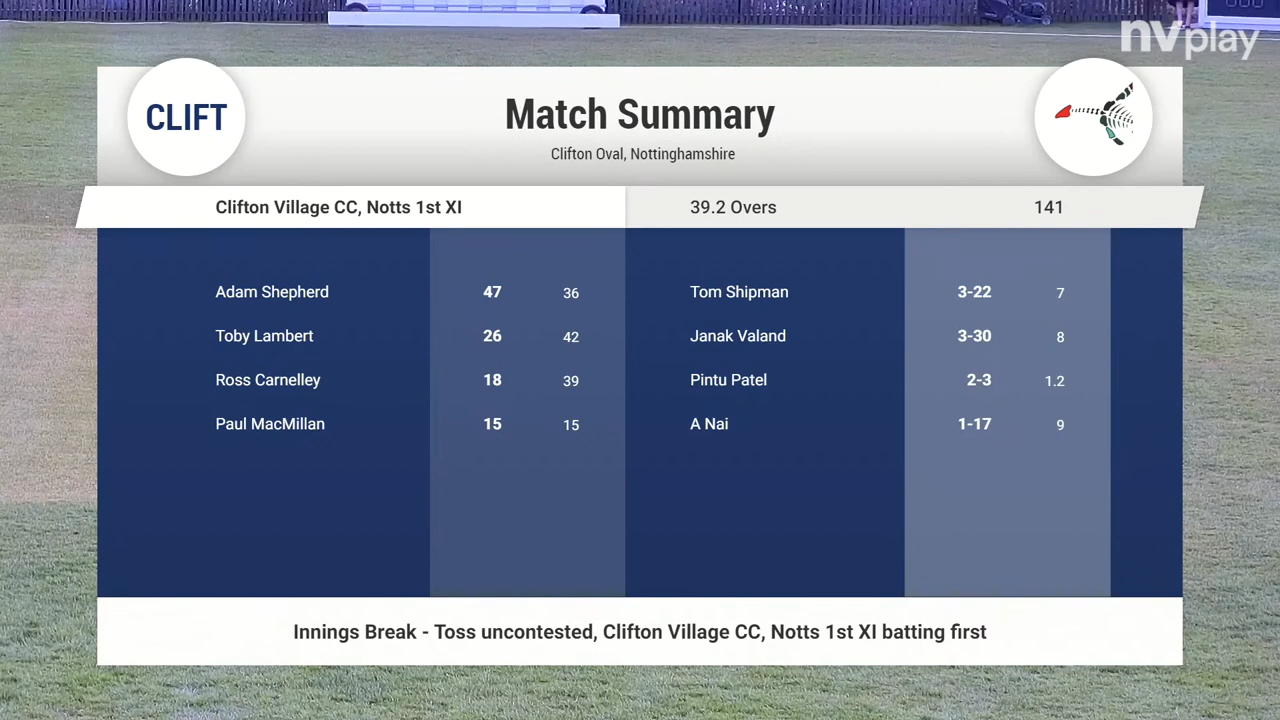 nvplay
CLIFT
Match Summary
Clifton Oval, Nottinghamshire
Clifton Village CC, Notts 1st XI 39.2 Overs 141
Adam Shepherd 47 36 Tom Shipman 3-22 7
Toby Lambert 26 42 Janak Valand 3-30 8
Ross Carnelley 18 39 Pintu Patel 2-3 1.2
Paul MacMillan 15 15 A Nai 1-17 9
Innings Break - Toss uncontested, Clifton Village CC, Notts 1st XI batting first